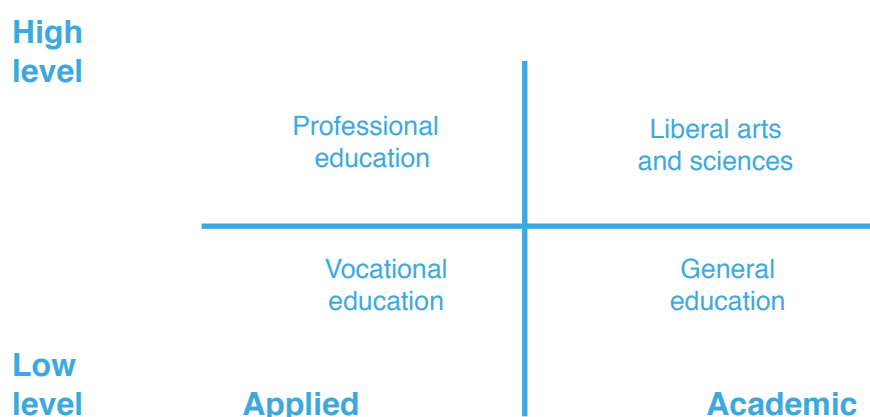 High
level
Professional
education
Liberal arts
and sciences
Vocational
education
General
education
Low
level
Applied
Academic